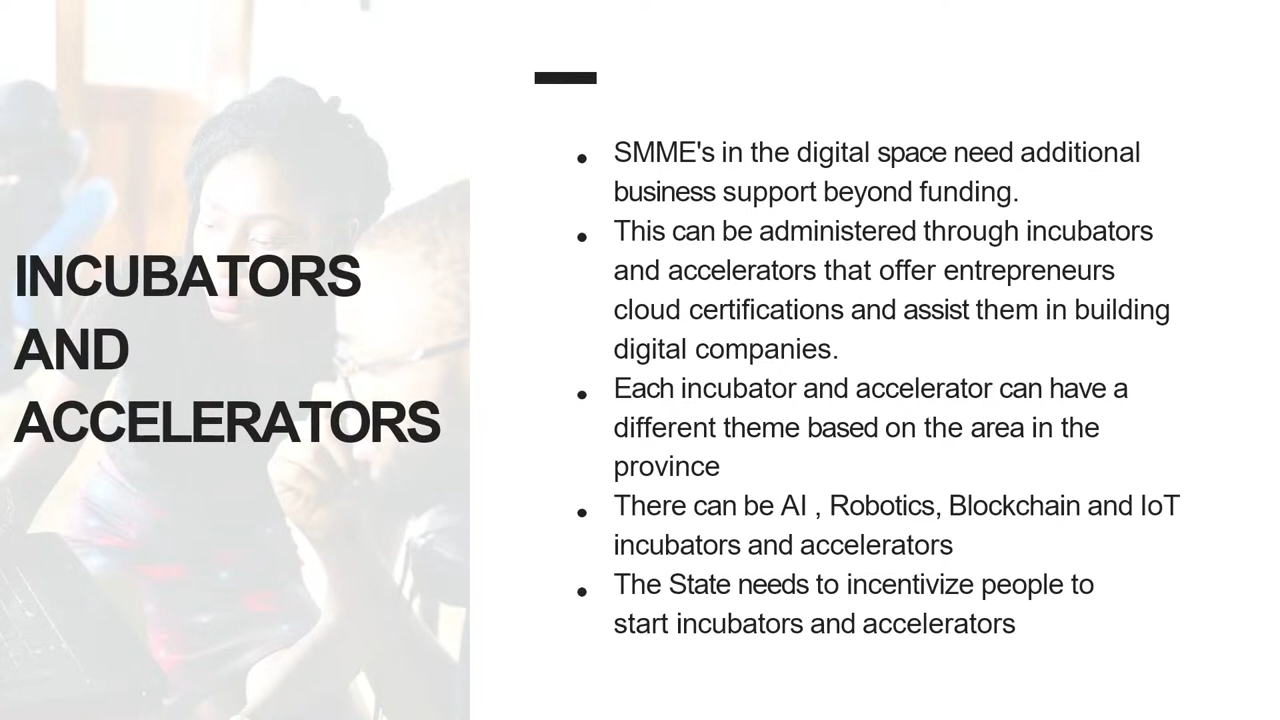 INCUBATORS
AND
ACCELERATORS
• SMME's in the digital space need additional
business support beyond funding.
• This can be administered through incubators
and accelerators that offer entrepreneurs
cloud certifications and assist them in building
digital companies.
• Each incubator and accelerator can have a
different theme based on the area in the
province
• There can be AI , Robotics, Blockchain and IoT
incubators and accelerators
• The State needs to incentivize people to
start incubators and accelerators